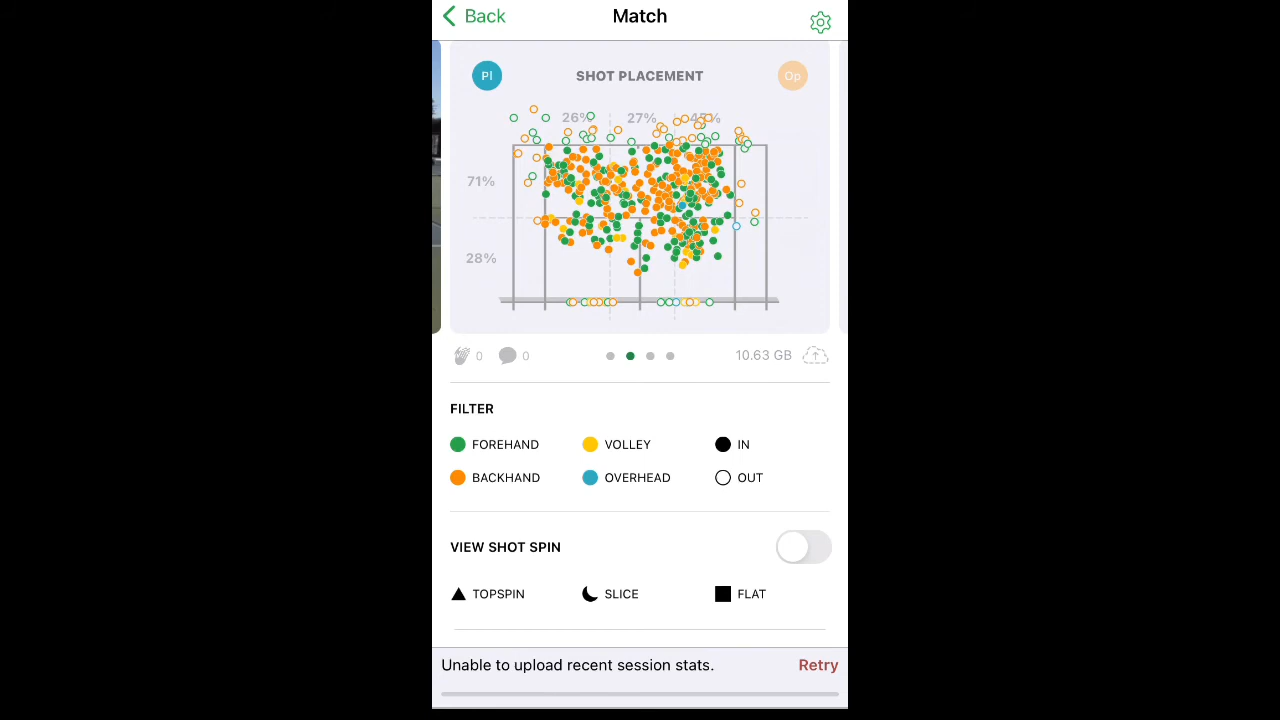 Back
Match
Pl
SHOT PLACEMENT
Op
26%
27%
71%
28%
0
0
10.63 GB
FILTER
FOREHAND
VOLLEY
IN
BACKHAND
OVERHEAD
OUT
VIEW SHOT SPIN
TOPSPIN
SLICE
FLAT
Unable to upload recent session stats.
Retry